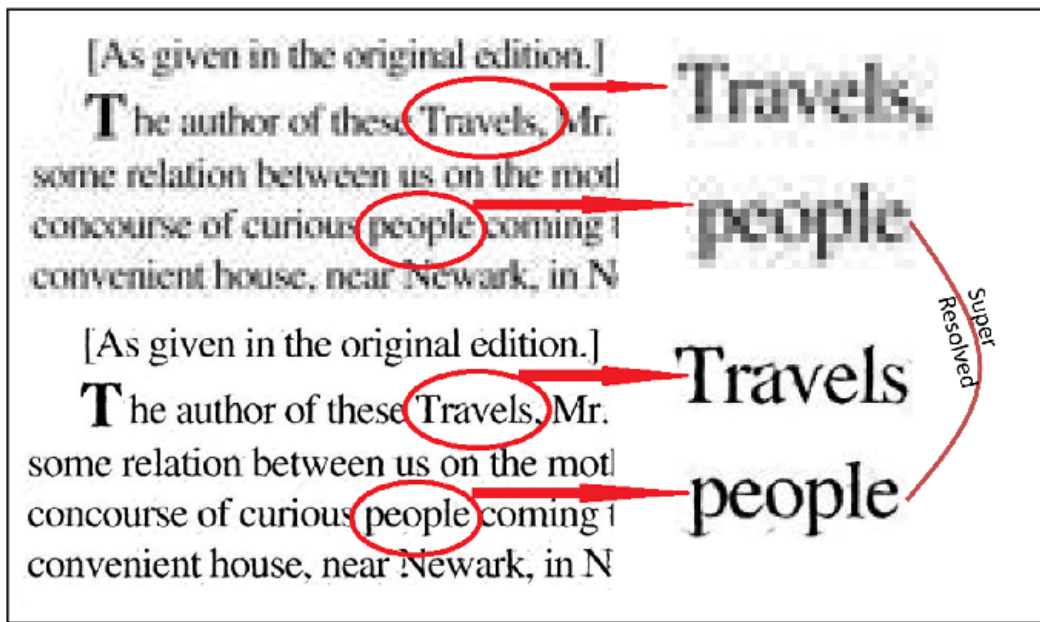 [As given in the original edition.]
The author of these Travels, Mr.
some relation between us on the moth
concourse of curious people coming t
convenient house, near Newark, in N
Travels,
people
[As given in the original edition.]
The author of these Travels, Mr.
some relation between us on the motl
concourse of curious people coming t
convenient house, near Newark, in N
Travels
people
Super
Resolved